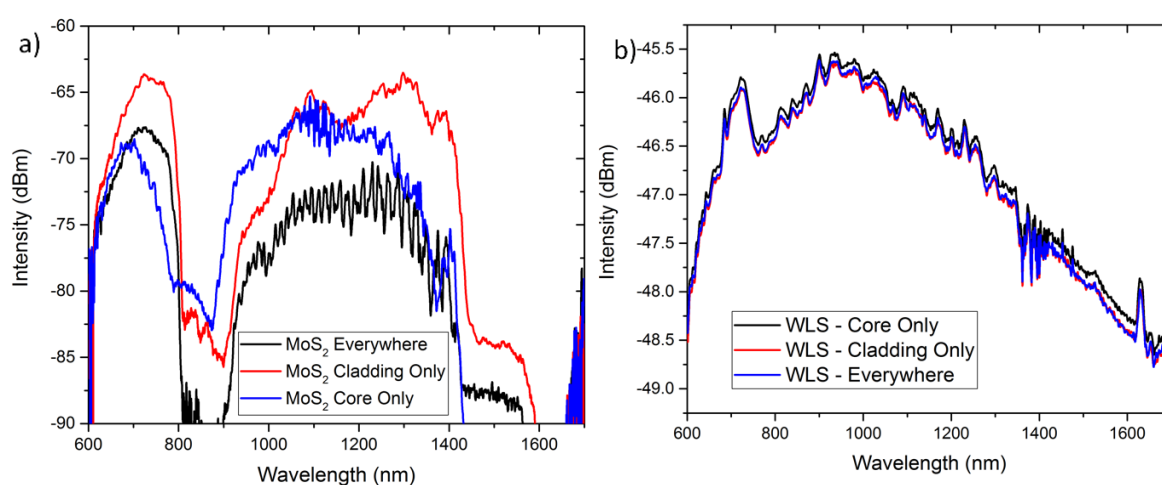 a)
Intensity (dBm)
-60
-65
-70
-75
-80
-85
-90
600 800 1000 1200 1400 1600
Wavelength (nm)
MoS₂ Everywhere
MoS₂ Cladding Only
MoS₂ Core Only
b)
Intensity (dBm)
-45.5
-46.0
-46.5
-47.0
-47.5
-48.0
-48.5
-49.0
600 800 1000 1200 1400 1600
Wavelength (nm)
WLS - Core Only
WLS - Cladding Only
WLS - Everywhere